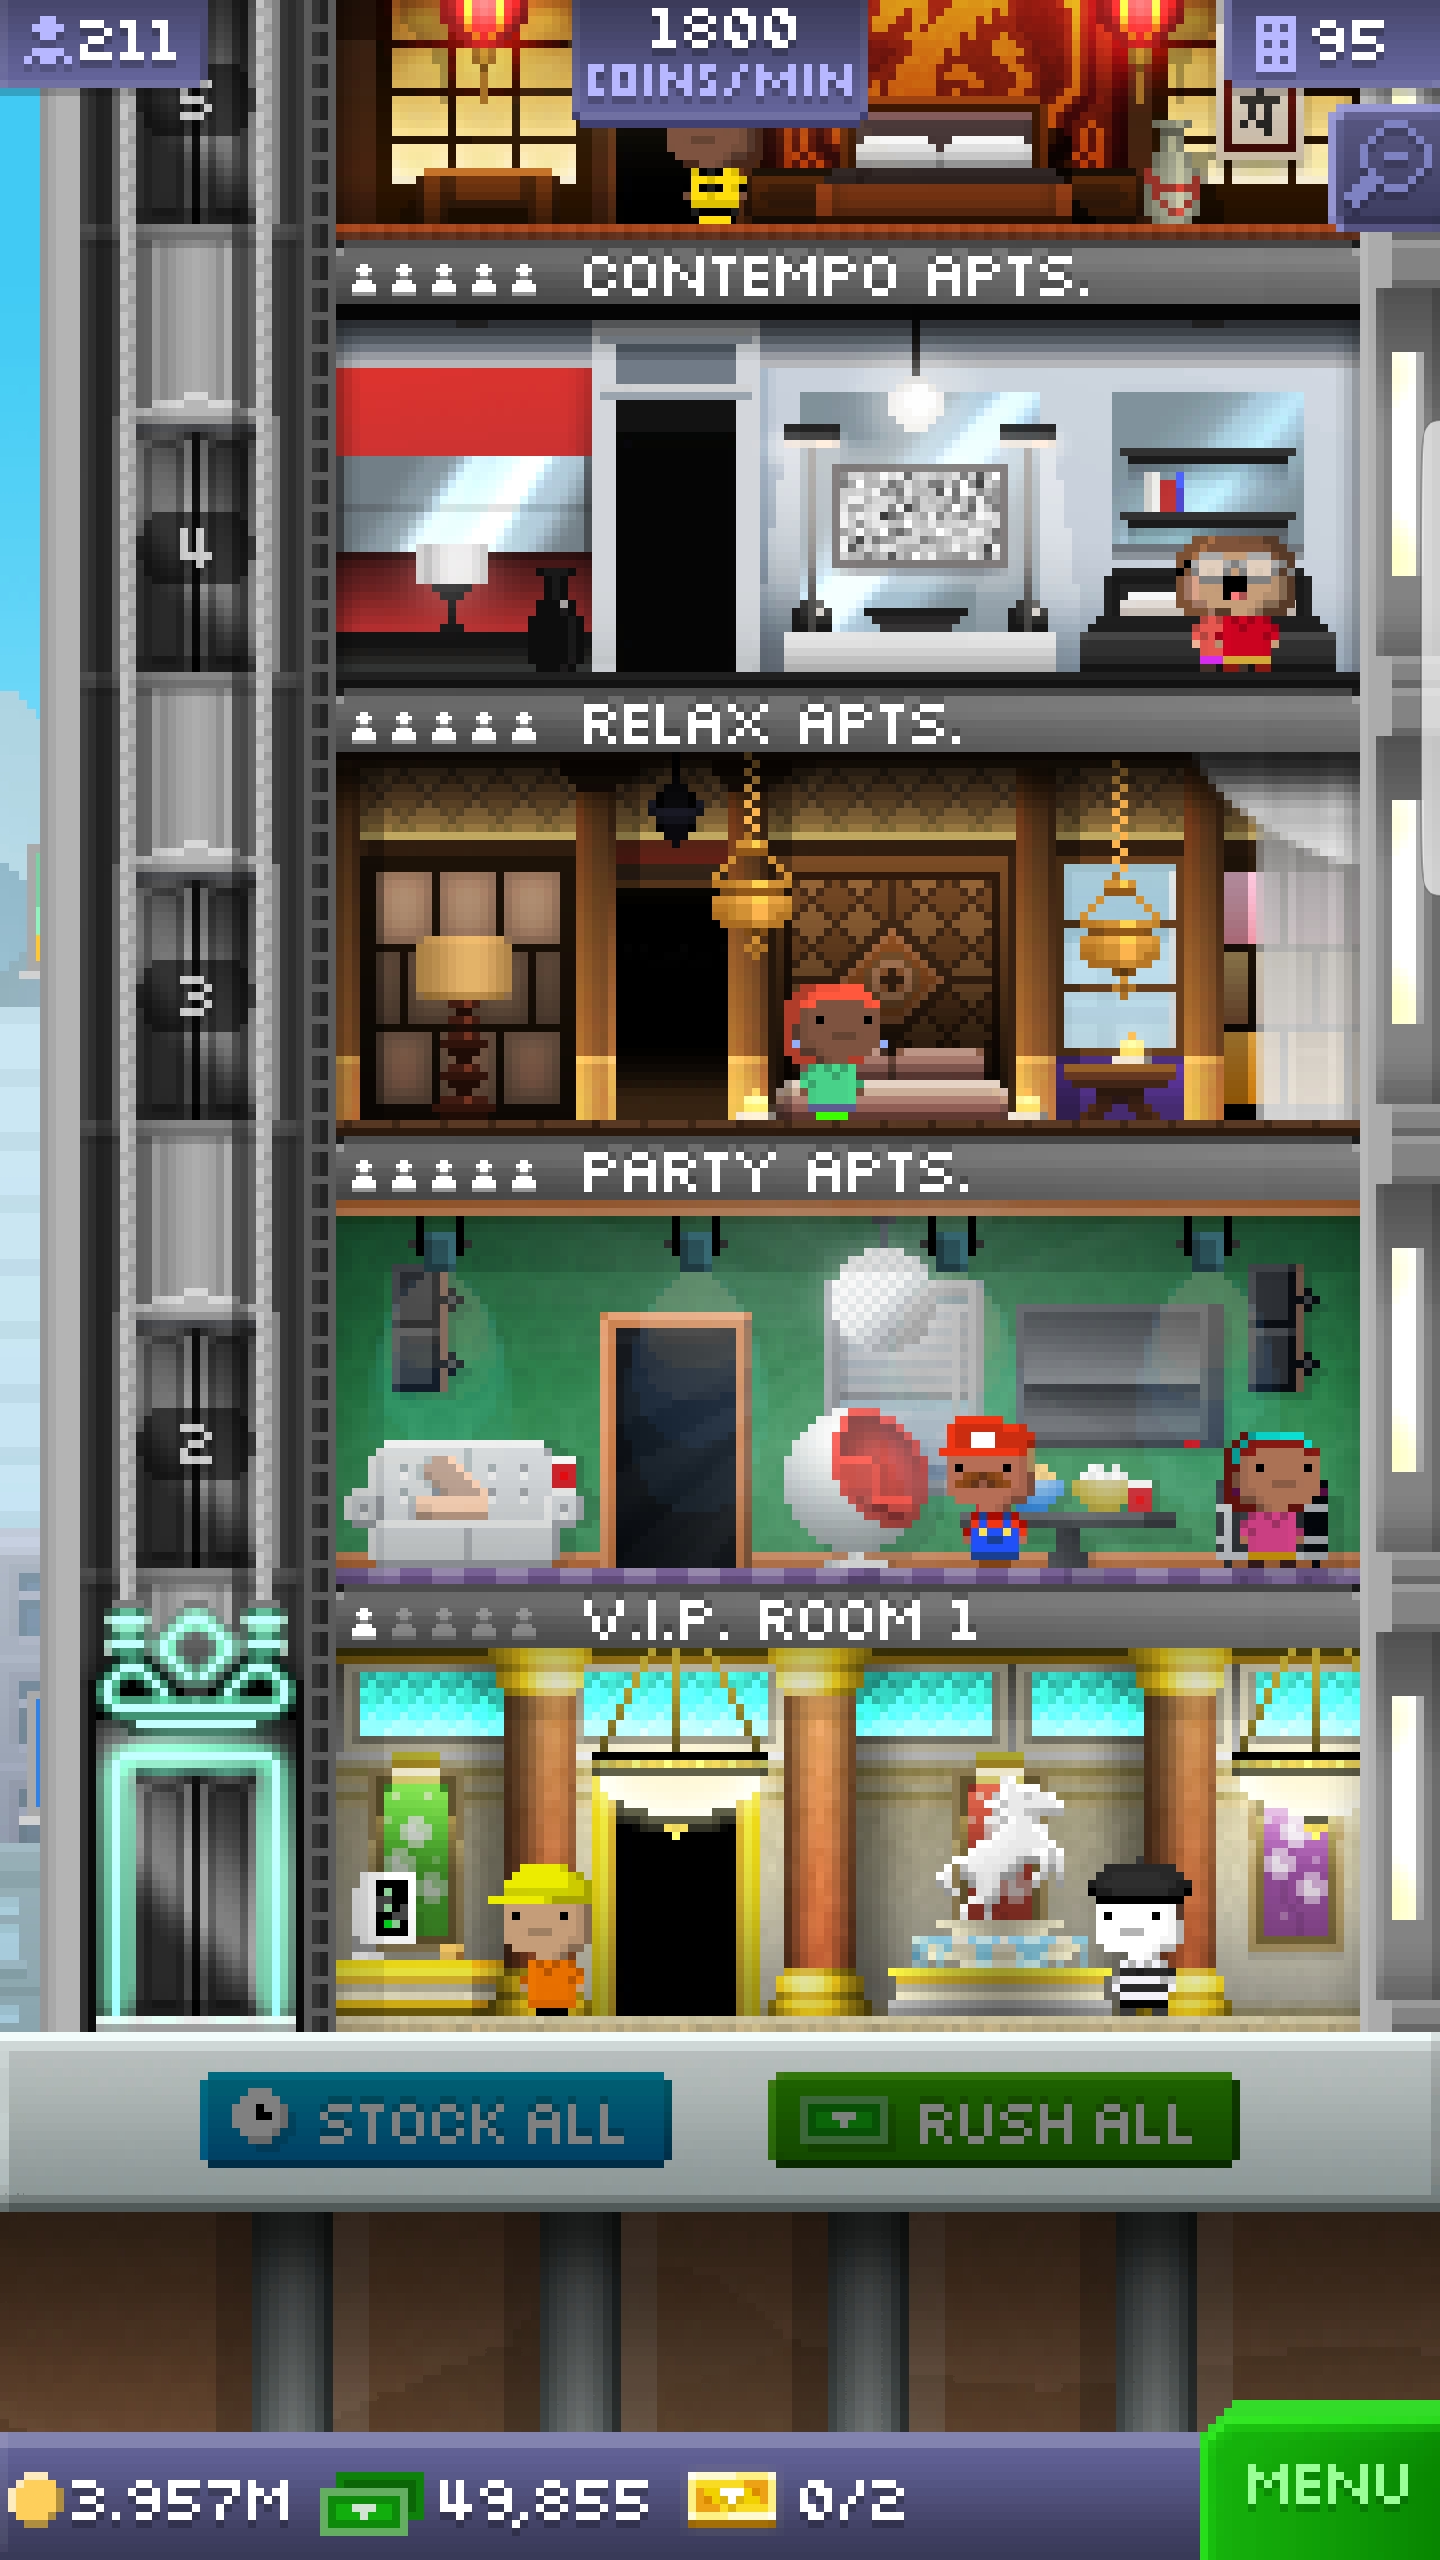 211
1800
COINS/MIN
95
5
CONTEMPO APTS.
4
RELAX APTS.
3
PARTY APTS.
2
V.I.P. ROOM 1
STOCK ALL
RUSH ALL
3.957M
49,855
0/2
MENU